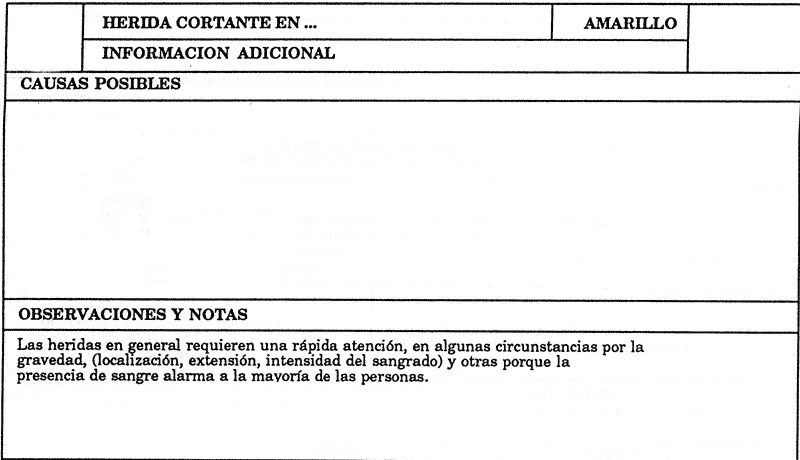 HERIDA CORTANTE EN ... AMARILLO
INFORMACION ADICIONAL
CAUSAS POSIBLES
OBSERVACIONES Y NOTAS
Las heridas en general requieren una rápida atención, en algunas circunstancias por la
gravedad, (localización, extensión, intensidad del sangrado) y otras porque la
presencia de sangre alarma a la mayoría de las personas.